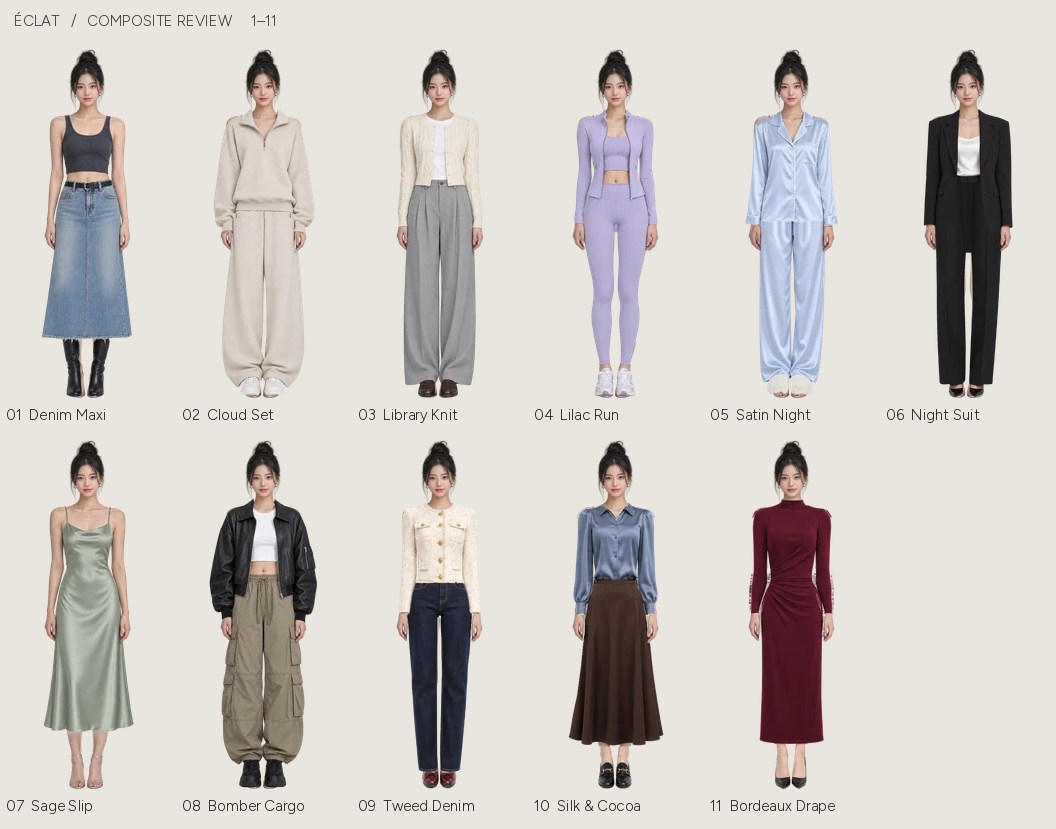 ÉCLAT / COMPOSITE REVIEW 1–11
01 Denim Maxi
02 Cloud Set
03 Library Knit
04 Lilac Run
05 Satin Night
06 Night Suit
07 Sage Slip
08 Bomber Cargo
09 Tweed Denim
10 Silk & Cocoa
11 Bordeaux Drape